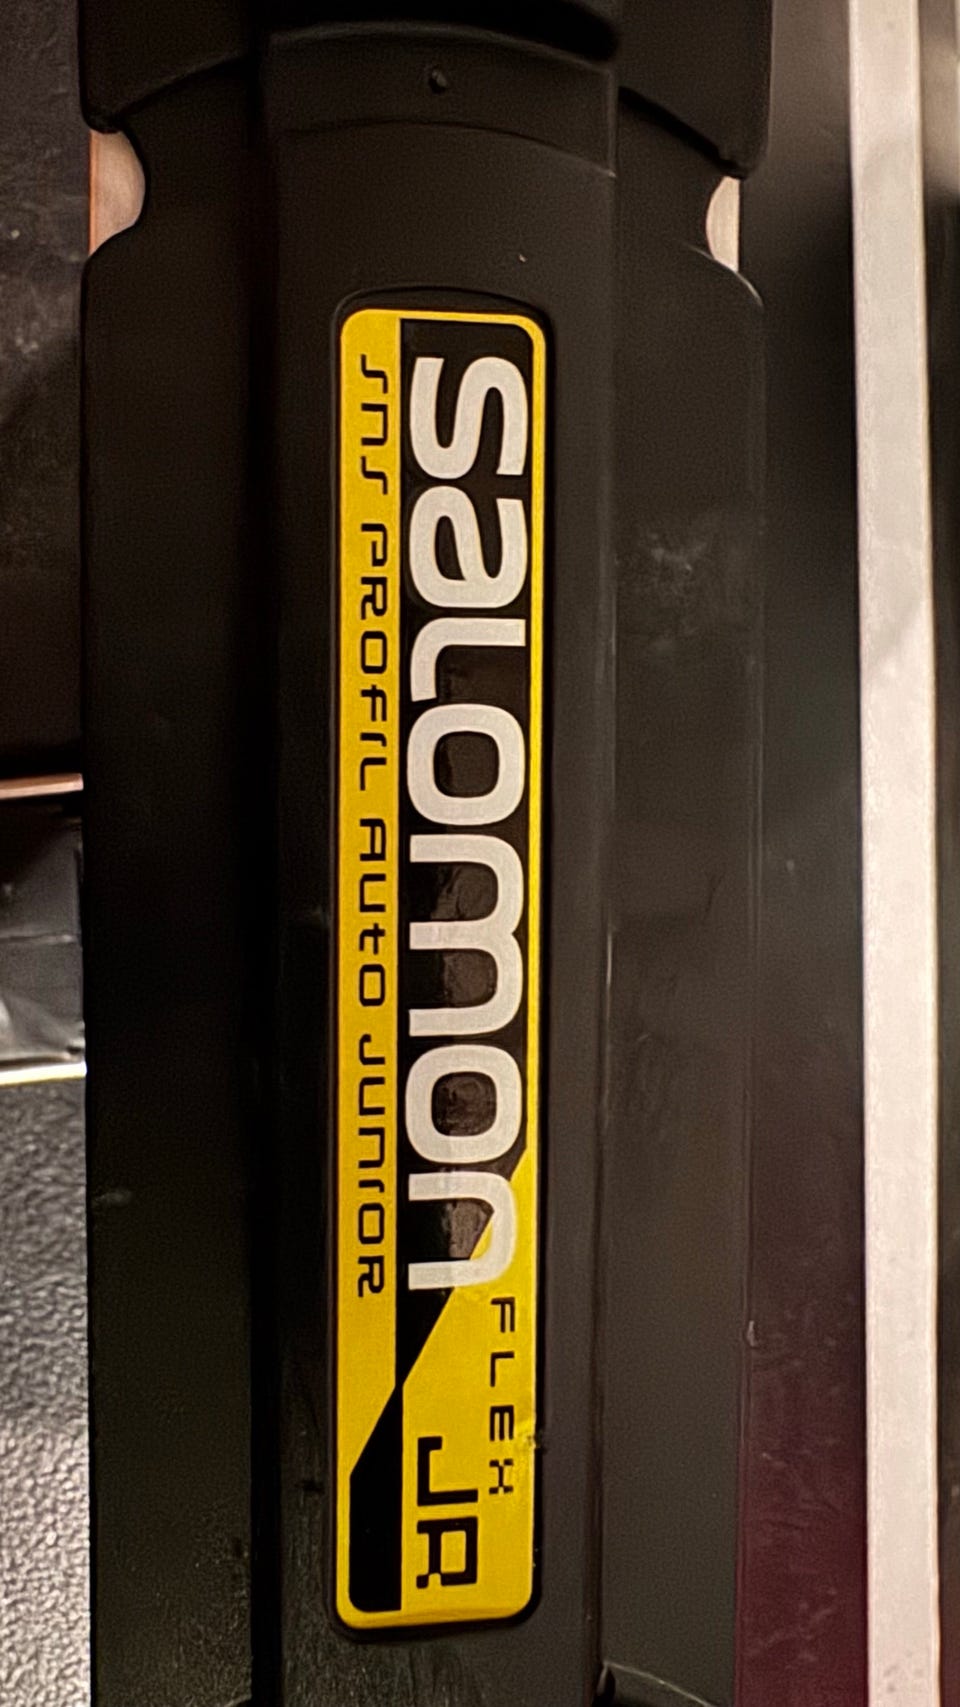 salomon
FLEX
JR
SNS PROFIL AUTO JUNIOR